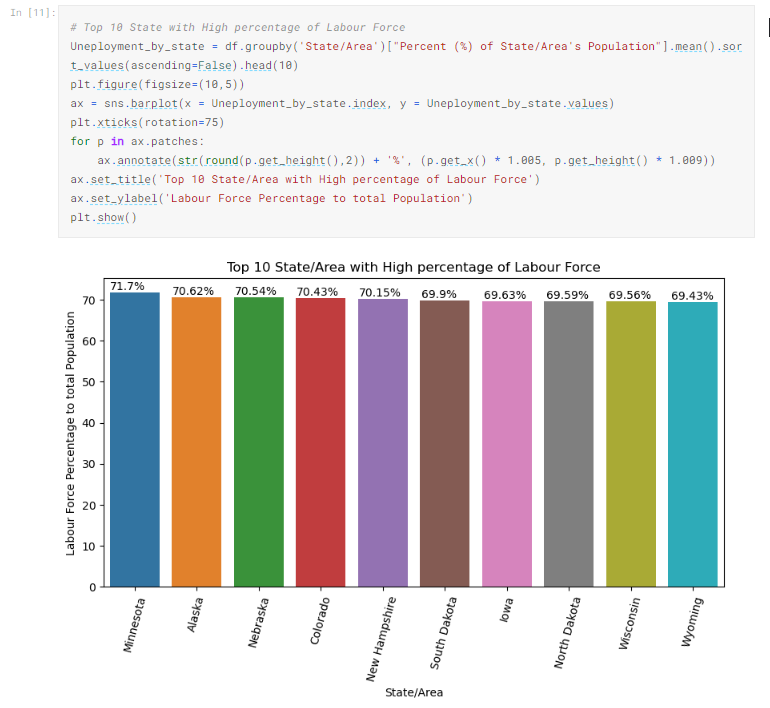 In [11]:
# Top 10 State with High percentage of Labour Force
Uneployment_by_state = df.groupby('State/Area')["Percent (%) of State/Area's Population"].mean().sor
t_values(ascending=False).head(10)
plt.figure(figsize=(10,5))
ax = sns.barplot(x = Uneployment_by_state.index, y = Uneployment_by_state.values)
plt.xticks(rotation=75)
for p in ax.patches:
    ax.annotate(str(round(p.get_height(),2)) + '%', (p.get_x() * 1.005, p.get_height() * 1.009))
ax.set_title('Top 10 State/Area with High percentage of Labour Force')
ax.set_ylabel('Labour Force Percentage to total Population')
plt.show()
Top 10 State/Area with High percentage of Labour Force
71.7% 70.62% 70.54% 70.43% 70.15% 69.9% 69.63% 69.59% 69.56% 69.43%
70
60
50
40
30
20
10
0
Labour Force Percentage to total Population
Minnesota
Alaska
Nebraska
Colorado
New Hampshire
South Dakota
Iowa
North Dakota
Wisconsin
Wyoming
State/Area